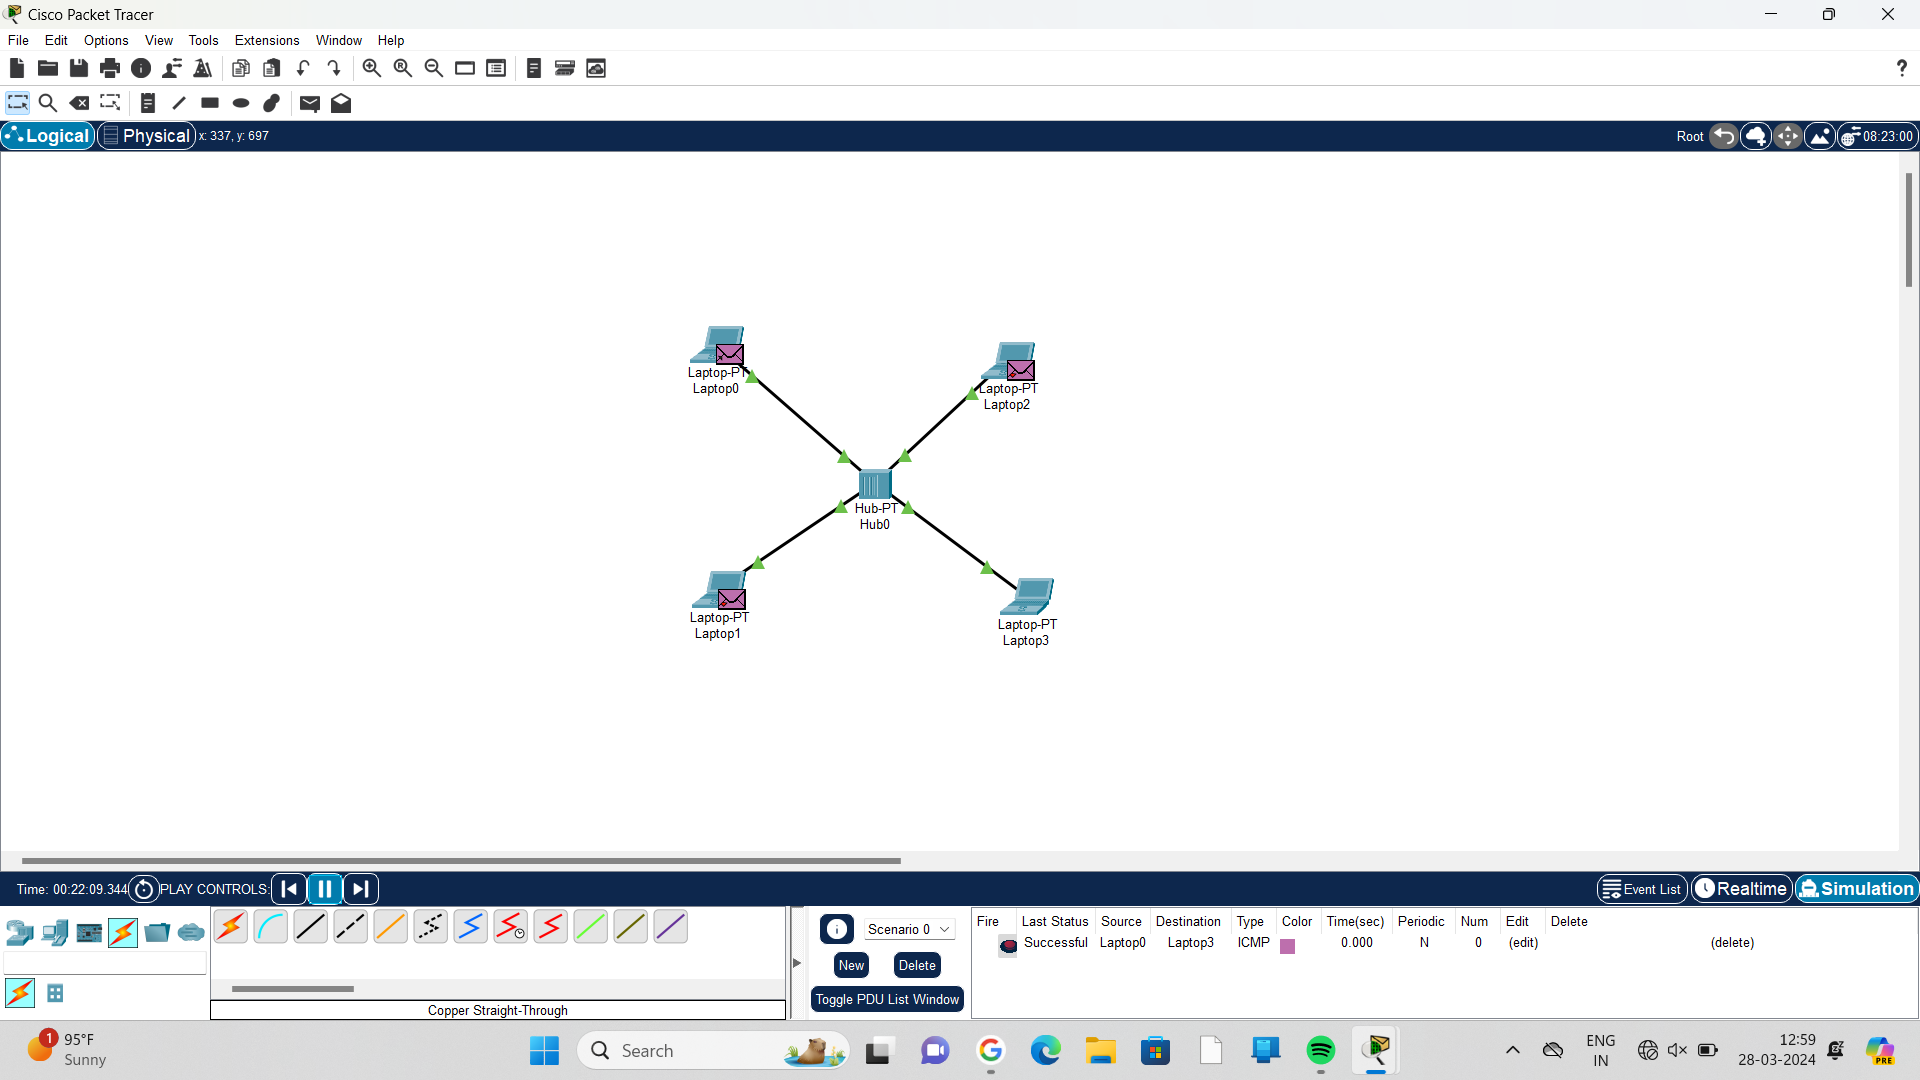 Cisco Packet Tracer
File Edit Options View Tools Extensions Window Help
?
Logical Physical x: 337, y: 697 Root 08:23:00
Laptop-PT
Laptop0
Laptop-PT
Laptop2
Hub-PT
Hub0
Laptop-PT
Laptop1
Laptop-PT
Laptop3
Time: 00:22:09.344 PLAY CONTROLS: Event List Realtime Simulation
Scenario 0
New Delete
Toggle PDU List Window
Fire Last Status Source Destination Type Color Time(sec) Periodic Num Edit Delete
Successful Laptop0 Laptop3 ICMP 0.000 N 0 (edit) (delete)
Copper Straight-Through
1
95°F
Sunny
Search
ENG
IN
12:59
28-03-2024
PRE